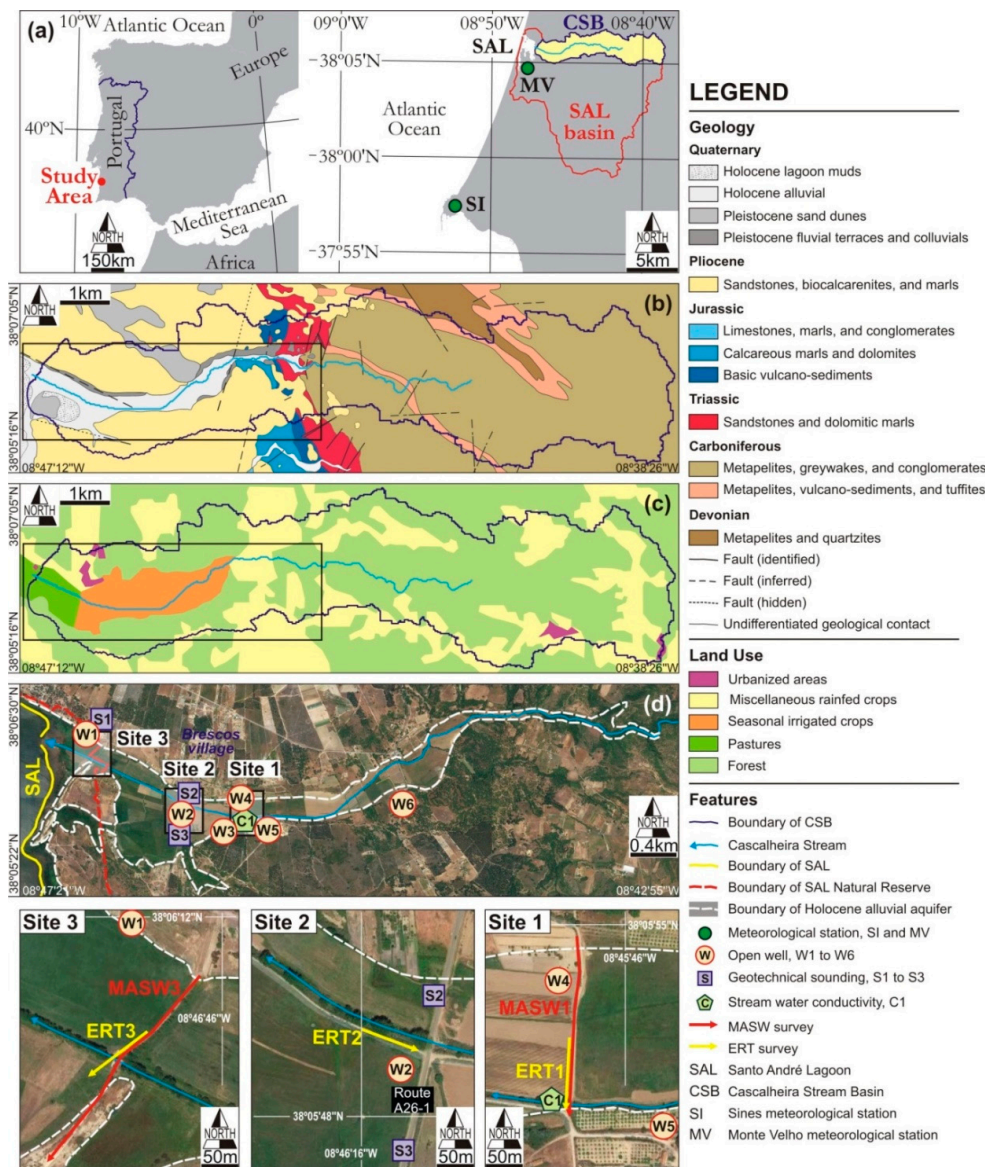 (a)
10°W
0°
Atlantic Ocean
Europe
40°
Portugal
Study
Area
Mediterranean
Sea
Africa
NORTH
150km
09°00'W
08°50'W
08°40'W
CSB
SAL
38°05'N
MV
Atlantic
Ocean
SAL
basin
38°00'N
SI
37°55'N
NORTH
5km
38°07'05"N
NORTH
1km
(b)
38°05'16"N
08°47'12"W
08°38'26"W
38°07'05"N
NORTH
1km
(c)
38°05'16"N
08°47'12"W
08°38'26"W
38°06'30"N
(d)
S1
W1
Site 3
Brescos
village
Site 2
Site 1
SAL
S2
W4
W2
C1
W6
S3
W3
W5
NORTH
0.4km
38°05'22"N
08°47'21"W
08°42'55"W
Site 3
W1
38°06'12"N
MASW3
08°46'46"W
ERT3
NORTH
50m
Site 2
S2
ERT2
W2
Route
A26-1
38°05'48"N
08°46'16"W
S3
NORTH
50m
Site 1
38°05'55"N
08°45'46"W
W4
MASW1
ERT1
C1
W5
NORTH
50m
LEGEND
Geology
Quaternary
Holocene lagoon muds
Holocene alluvial
Pleistocene sand dunes
Pleistocene fluvial terraces and colluvials
Pliocene
Sandstones, biocalcarenites, and marls
Jurassic
Limestones, marls, and conglomerates
Calcareous marls and dolomites
Basic vulcano-sediments
Triassic
Sandstones and dolomitic marls
Carboniferous
Metapelites, greywakes, and conglomerates
Metapelites, vulcano-sediments, and tuffites
Devonian
Metapelites and quartzites
Fault (identified)
Fault (inferred)
Fault (hidden)
Undifferentiated geological contact
Land Use
Urbanized areas
Miscellaneous rainfed crops
Seasonal irrigated crops
Pastures
Forest
Features
Boundary of CSB
Cascalheira Stream
Boundary of SAL
Boundary of SAL Natural Reserve
Boundary of Holocene alluvial aquifer
Meteorological station, SI and MV
W Open well, W1 to W6
S Geotechnical sounding, S1 to S3
C Stream water conductivity, C1
MASW survey
ERT survey
SAL Santo André Lagoon
CSB Cascalheira Stream Basin
SI Sines meteorological station
MV Monte Velho meteorological station